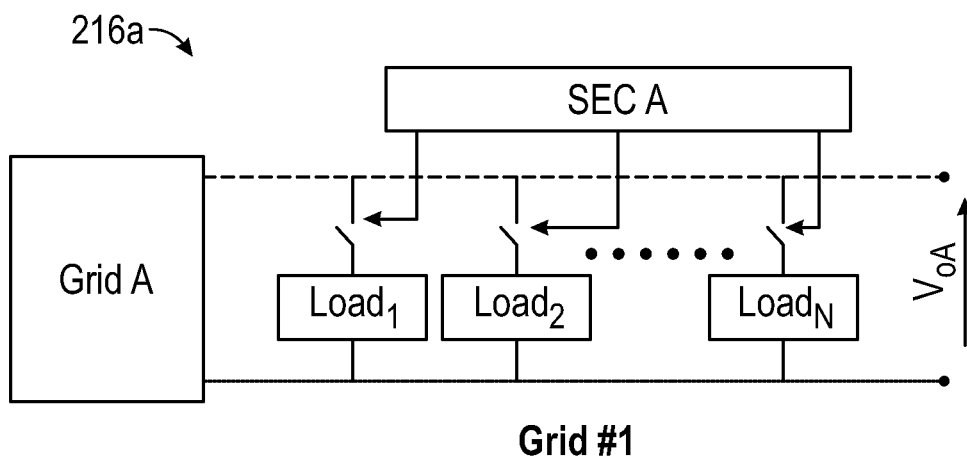 216a
SEC A
Grid A
Load1
Load2
LoadN
VoA
Grid #1